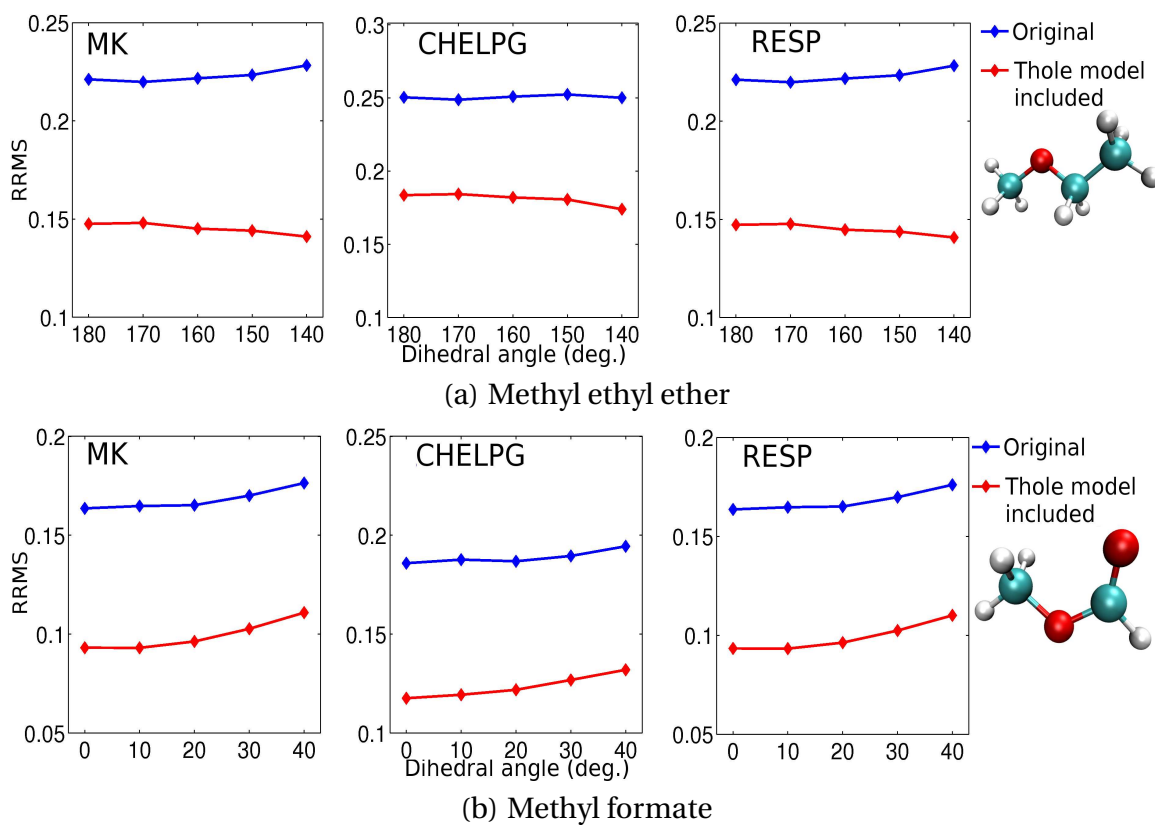 MK
CHELPG
RESP
Original
Thole model
included
RRMS
0.25
0.2
0.15
0.1
180 170 160 150 140
0.3
0.25
0.2
0.15
0.1
180 170 160 150 140
0.25
0.2
0.15
0.1
180 170 160 150 140
Dihedral angle (deg.)
(a) Methyl ethyl ether
MK
CHELPG
RESP
Original
Thole model
included
RRMS
0.2
0.15
0.1
0.05
0 10 20 30 40
0.25
0.2
0.15
0.1
0 10 20 30 40
0.2
0.15
0.1
0.05
0 10 20 30 40
Dihedral angle (deg.)
(b) Methyl formate